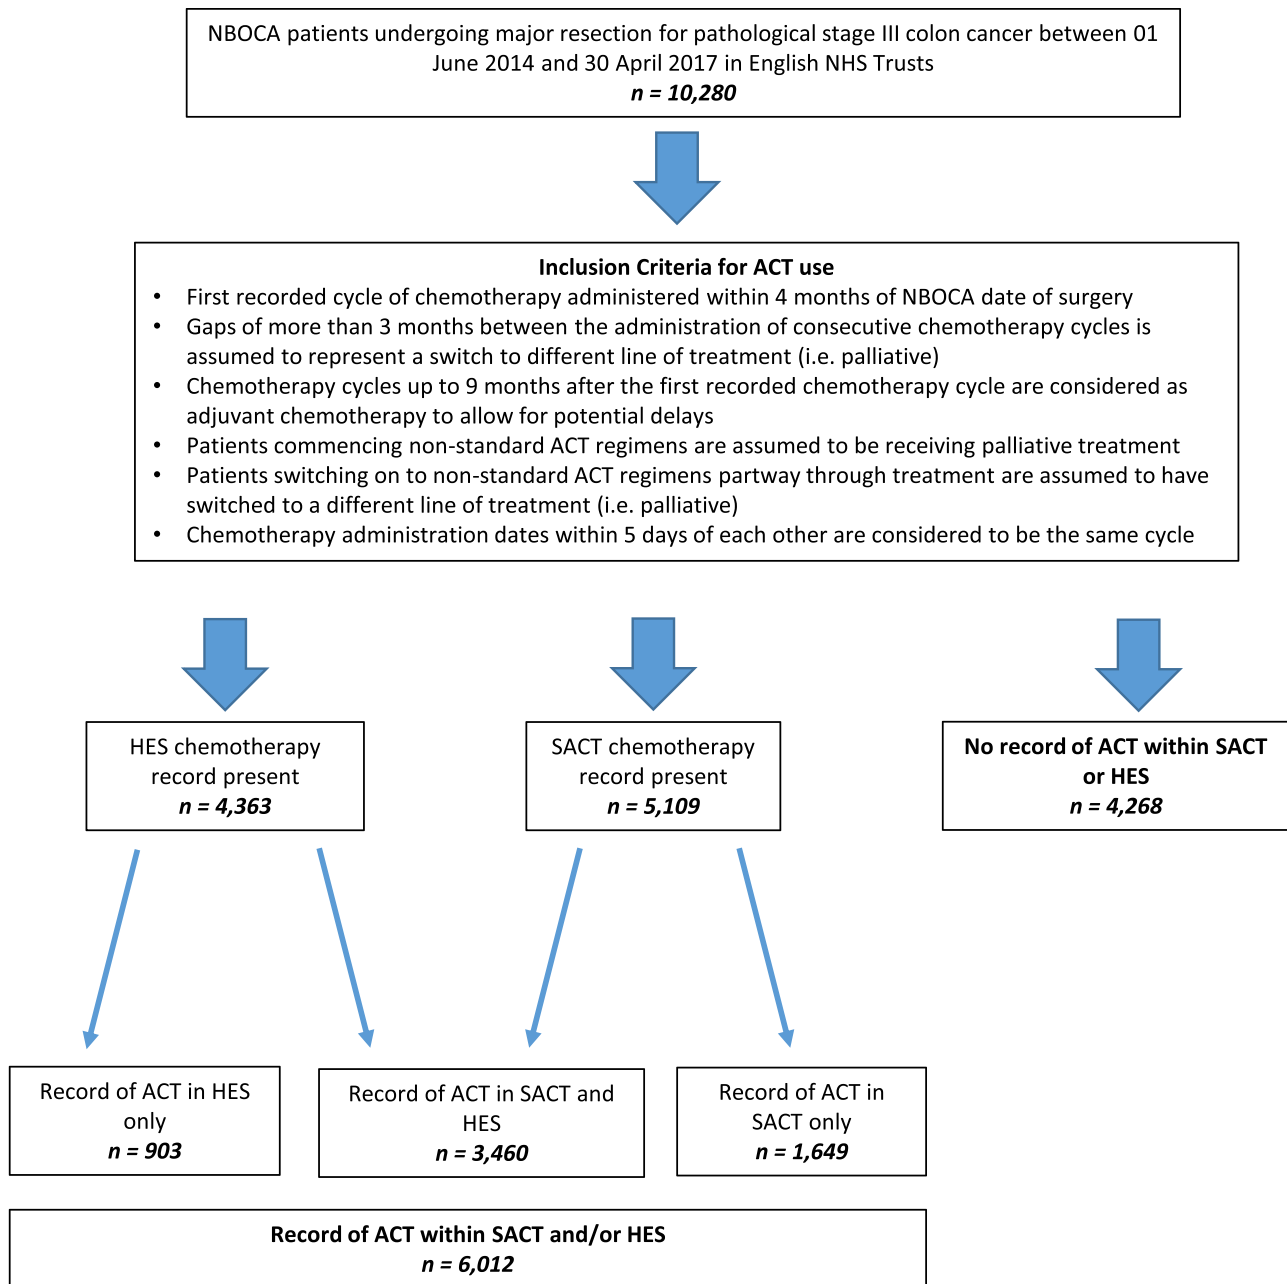 NBOCA patients undergoing major resection for pathological stage III colon cancer between 01
June 2014 and 30 April 2017 in English NHS Trusts
n = 10,280
Inclusion Criteria for ACT use
• First recorded cycle of chemotherapy administered within 4 months of NBOCA date of surgery
• Gaps of more than 3 months between the administration of consecutive chemotherapy cycles is
assumed to represent a switch to different line of treatment (i.e. palliative)
• Chemotherapy cycles up to 9 months after the first recorded chemotherapy cycle are considered as
adjuvant chemotherapy to allow for potential delays
• Patients commencing non-standard ACT regimens are assumed to be receiving palliative treatment
• Patients switching on to non-standard ACT regimens partway through treatment are assumed to have
switched to a different line of treatment (i.e. palliative)
• Chemotherapy administration dates within 5 days of each other are considered to be the same cycle
HES chemotherapy
record present
n = 4,363
SACT chemotherapy
record present
n = 5,109
No record of ACT within SACT
or HES
n = 4,268
Record of ACT in HES
only
n = 903
Record of ACT in SACT and
HES
n = 3,460
Record of ACT in
SACT only
n = 1,649
Record of ACT within SACT and/or HES
n = 6,012